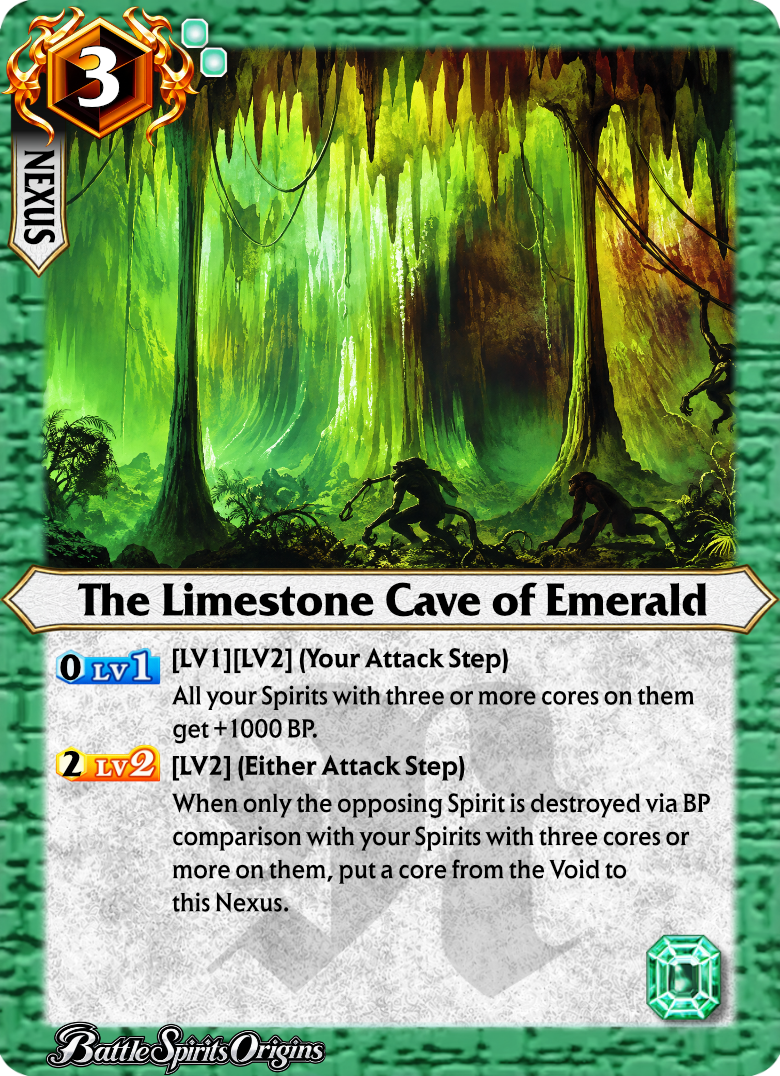 3
NEXUS
The Limestone Cave of Emerald
0 LV1 [LV1][LV2] (Your Attack Step)
All your Spirits with three or more cores on them
get +1000 BP.
2 LV2 [LV2] (Either Attack Step)
When only the opposing Spirit is destroyed via BP
comparison with your Spirits with three cores or
more on them, put a core from the Void to
this Nexus.
Battle Spirits Origins